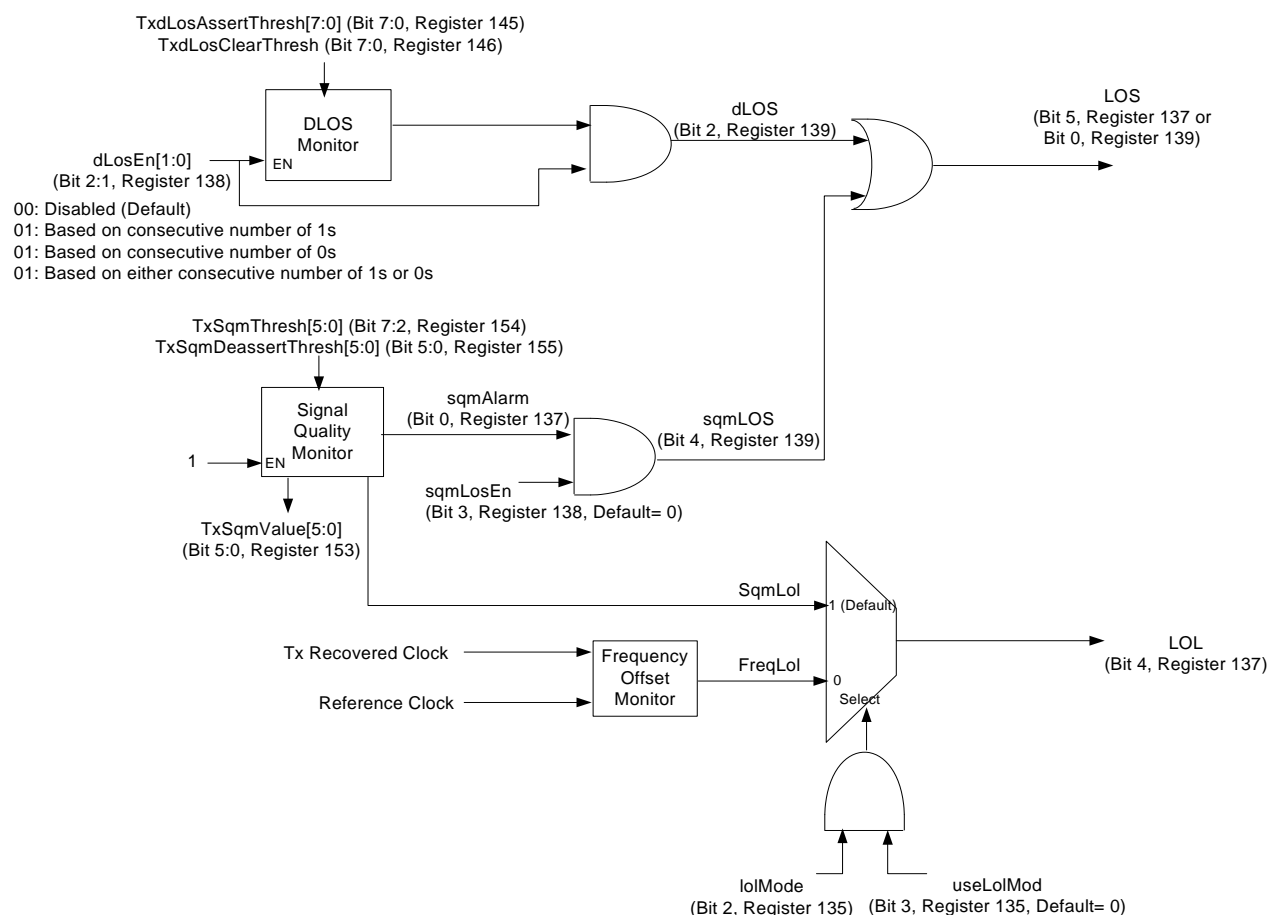 TxdLosAssertThresh[7:0] (Bit 7:0, Register 145)
TxdLosClearThresh (Bit 7:0, Register 146)
DLOS
Monitor
EN
dLosEn[1:0]
(Bit 2:1, Register 138)
00: Disabled (Default)
01: Based on consecutive number of 1s
01: Based on consecutive number of 0s
01: Based on either consecutive number of 1s or 0s
dLOS
(Bit 2, Register 139)
LOS
(Bit 5, Register 137 or
Bit 0, Register 139)
TxSqmThresh[5:0] (Bit 7:2, Register 154)
TxSqmDeassertThresh[5:0] (Bit 5:0, Register 155)
Signal
Quality
Monitor
1
EN
sqmAlarm
(Bit 0, Register 137)
sqmLOS
(Bit 4, Register 139)
sqmLosEn
(Bit 3, Register 138, Default= 0)
TxSqmValue[5:0]
(Bit 5:0, Register 153)
SqmLol
1 (Default)
Tx Recovered Clock
Reference Clock
Frequency
Offset
Monitor
FreqLol
0
Select
LOL
(Bit 4, Register 137)
lolMode
(Bit 2, Register 135)
useLolMod
(Bit 3, Register 135, Default= 0)